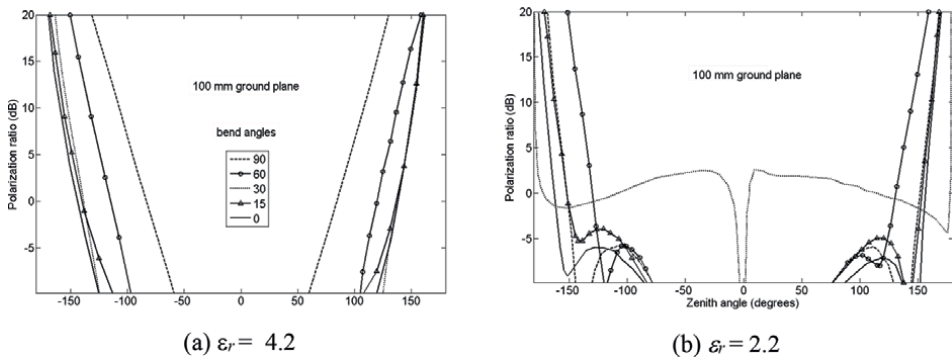 20
15
10
5
0
-5
Polarization ratio (dB)
100 mm ground plane
bend angles
90
60
30
15
0
-150 -100 -50 0 50 100 150
(a) εr = 4.2
20
15
10
5
0
-5
Polarization ratio (dB)
100 mm ground plane
-150 -100 -50 0 50 100 150
Zenith angle (degrees)
(b) εr = 2.2